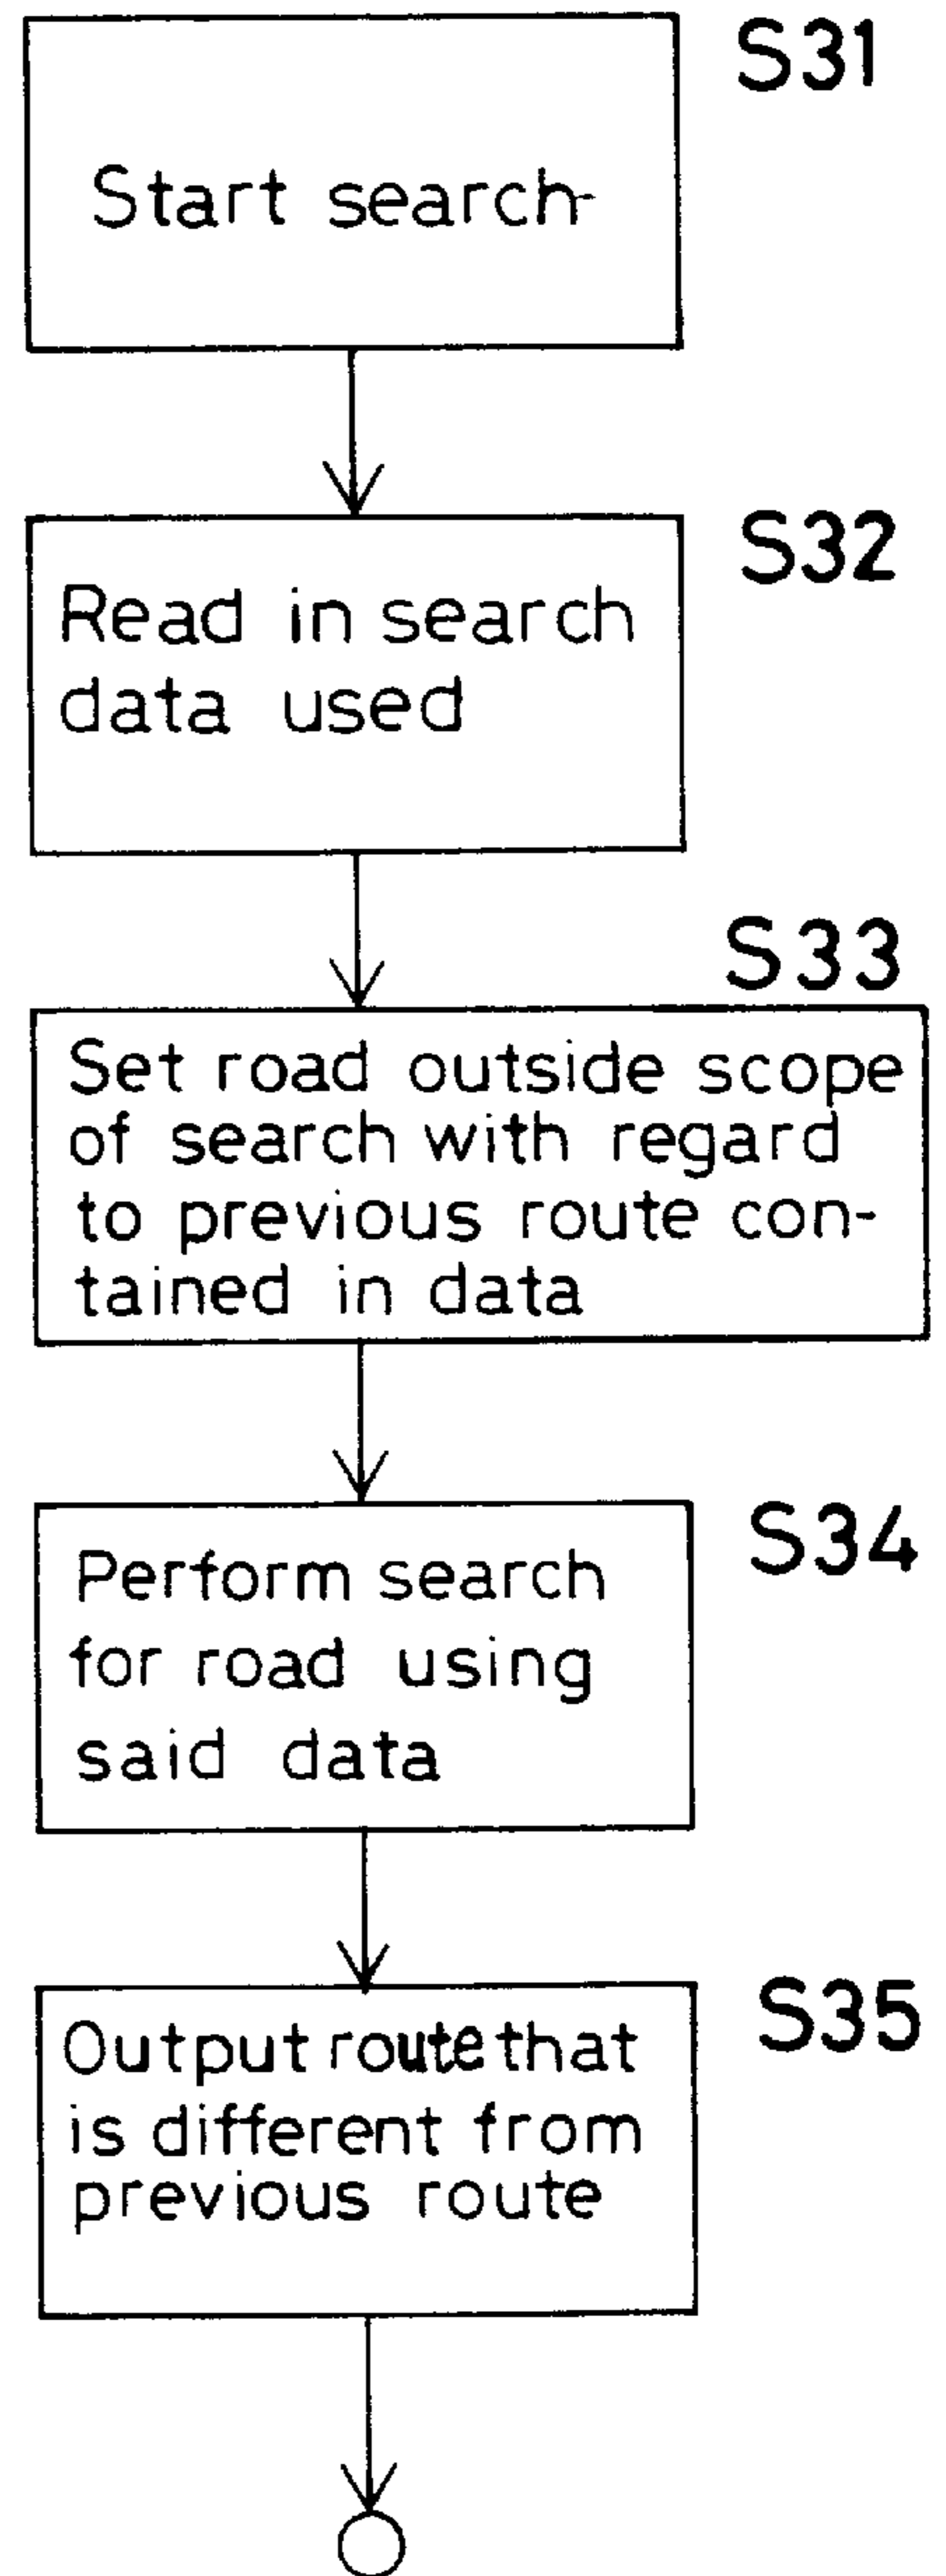 S31
Start search-
S32
Read in search
data used
S33
Set road outside scope
of search with regard
to previous route con-
tained in data
S34
Perform search
for road using
said data
S35
Output route that
is different from
previous route